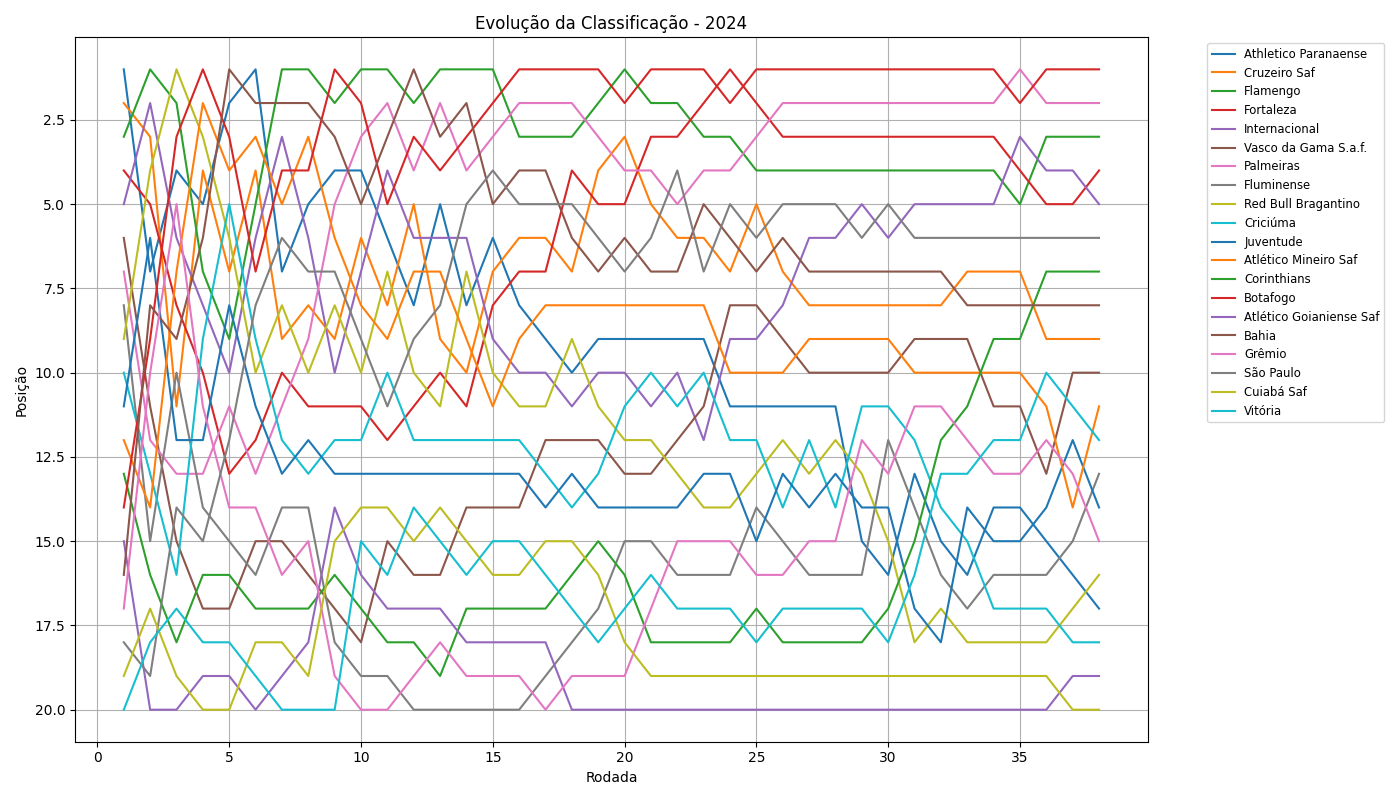 Evolução da Classificação - 2024
Posição
2.5
5.0
7.5
10.0
12.5
15.0
17.5
20.0
0
5
10
15
20
25
30
35
Rodada
Athletico Paranaense
Cruzeiro Saf
Flamengo
Fortaleza
Internacional
Vasco da Gama S.a.f.
Palmeiras
Fluminense
Red Bull Bragantino
Criciúma
Juventude
Atlético Mineiro Saf
Corinthians
Botafogo
Atlético Goianiense Saf
Bahia
Grêmio
São Paulo
Cuiabá Saf
Vitória